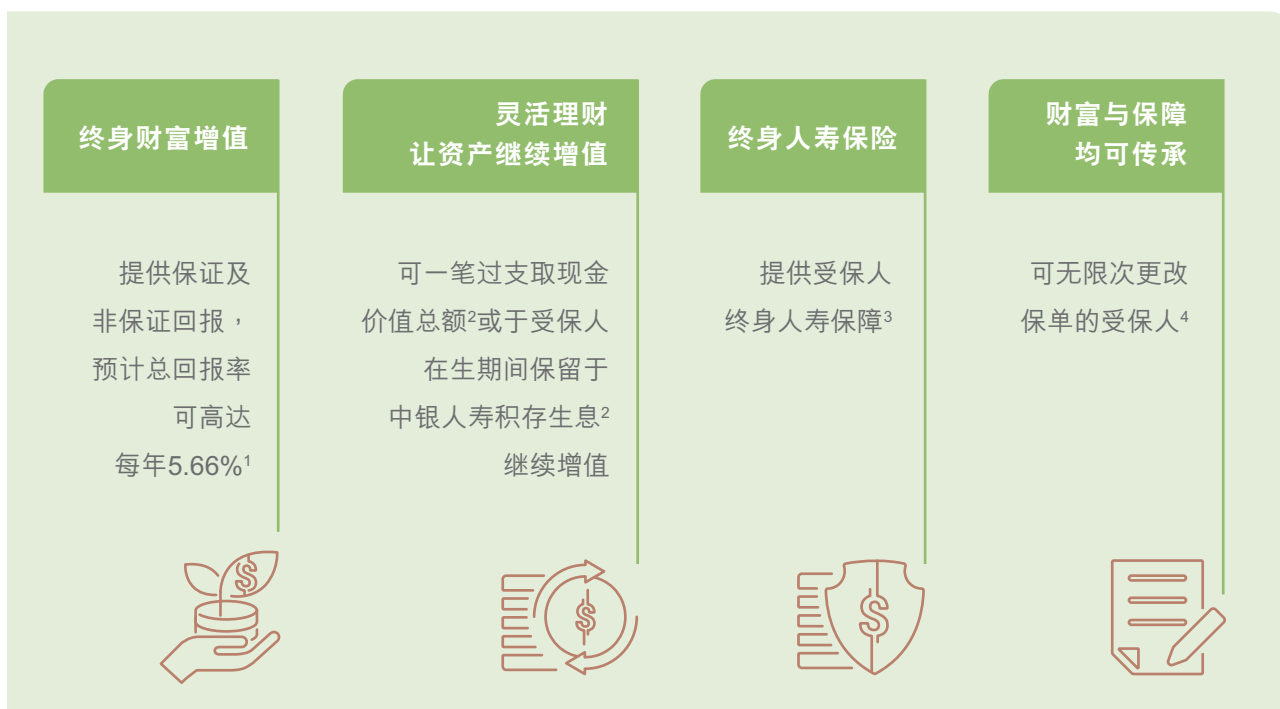 终身财富增值
提供保证及
非保证回报，
预计总回报率
可高达
每年5.66%¹
灵活理财
让资产继续增值
可一笔过支取现金
价值总额²或于受保人
在生期间保留于
中银人寿积存生息²
继续增值
终身人寿保险
提供受保人
终身人寿保障³
财富与保障
均可传承
可无限次更改
保单的受保人⁴